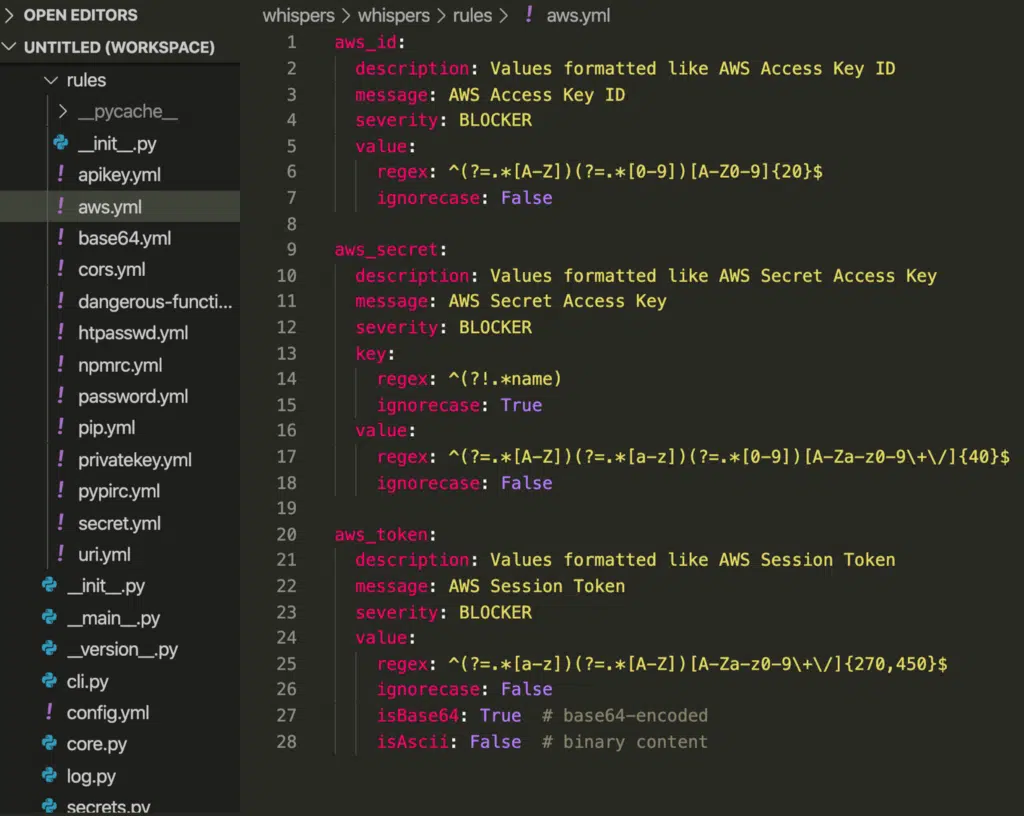 OPEN EDITORS
UNTITLED (WORKSPACE)
rules
__pycache__
__init__.py
apikey.yml
aws.yml
base64.yml
cors.yml
dangerous-functi...
htpasswd.yml
npmrc.yml
password.yml
pip.yml
privatekey.yml
pypirc.yml
secret.yml
uri.yml
__init__.py
__main__.py
__version__.py
cli.py
config.yml
core.py
log.py
secrets.py
whispers > whispers > rules > ! aws.yml
1 aws_id:
2 description: Values formatted like AWS Access Key ID
3 message: AWS Access Key ID
4 severity: BLOCKER
5 value:
6 regex: ^(?=.*[A-Z])(?=.*[0-9])[A-Z0-9]{20}$
7 ignorecase: False
8
9 aws_secret:
10 description: Values formatted like AWS Secret Access Key
11 message: AWS Secret Access Key
12 severity: BLOCKER
13 key:
14 regex: ^(?!.*name)
15 ignorecase: True
16 value:
17 regex: ^(?=.*[A-Z])(?=.*[a-z])(?=.*[0-9])[A-Za-z0-9\+\/]{40}$
18 ignorecase: False
19
20 aws_token:
21 description: Values formatted like AWS Session Token
22 message: AWS Session Token
23 severity: BLOCKER
24 value:
25 regex: ^(?=.*[a-z])(?=.*[A-Z])[A-Za-z0-9\+\/]{270,450}$
26 ignorecase: False
27 isBase64: True # base64-encoded
28 isAscii: False # binary content